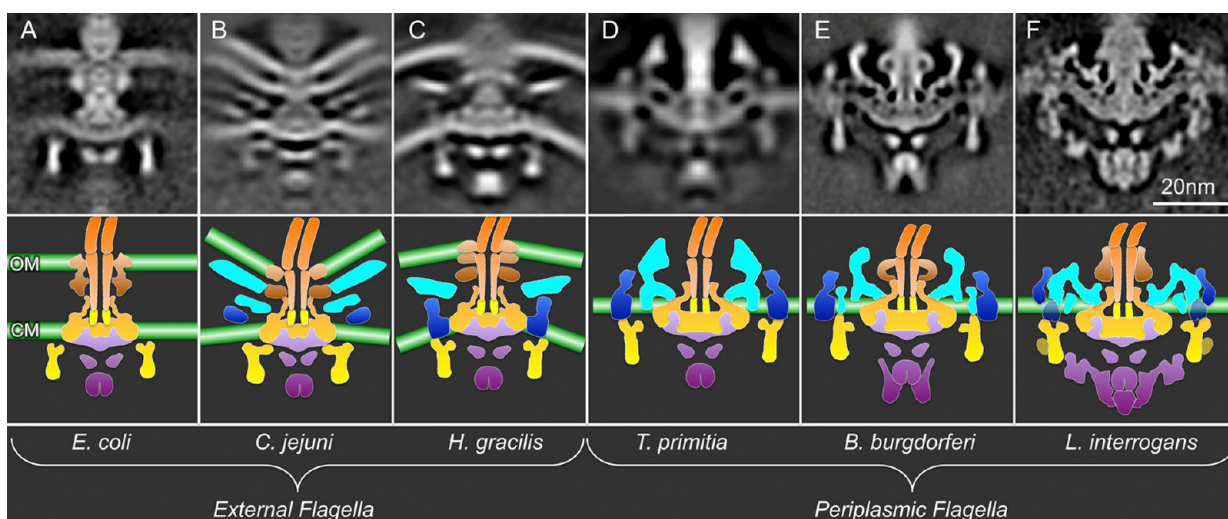 A B C D E F
20nm
OM
CM
E. coli C. jejuni H. gracilis T. primitia B. burgdorferi L. interrogans
External Flagella Periplasmic Flagella